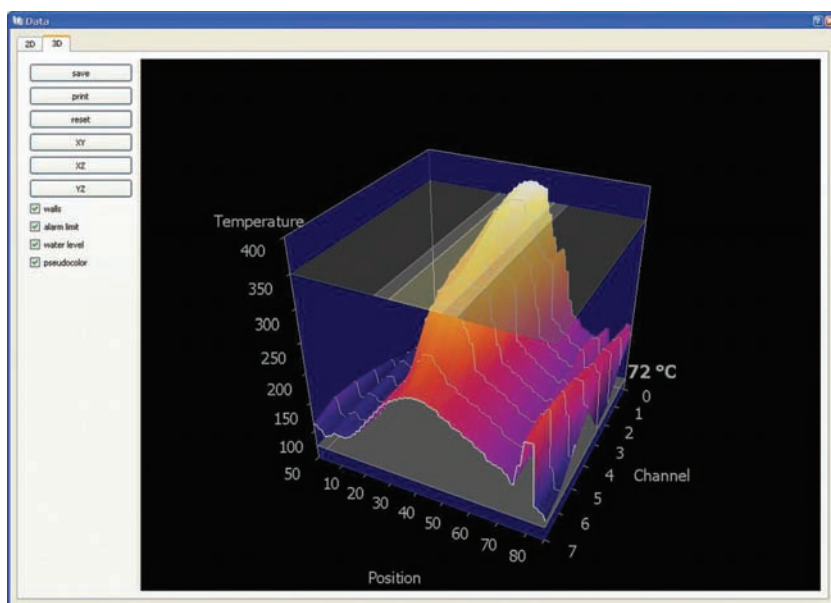 Data
2D 3D
save
print
reset
XY
XZ
YZ
walls
alarm limit
water level
pseudocolor
Temperature
400
350
300
250
200
150
100
50
10
20
30
40
50
60
70
80
Position
72 °C
0
1
2
3
4
5
6
7
Channel